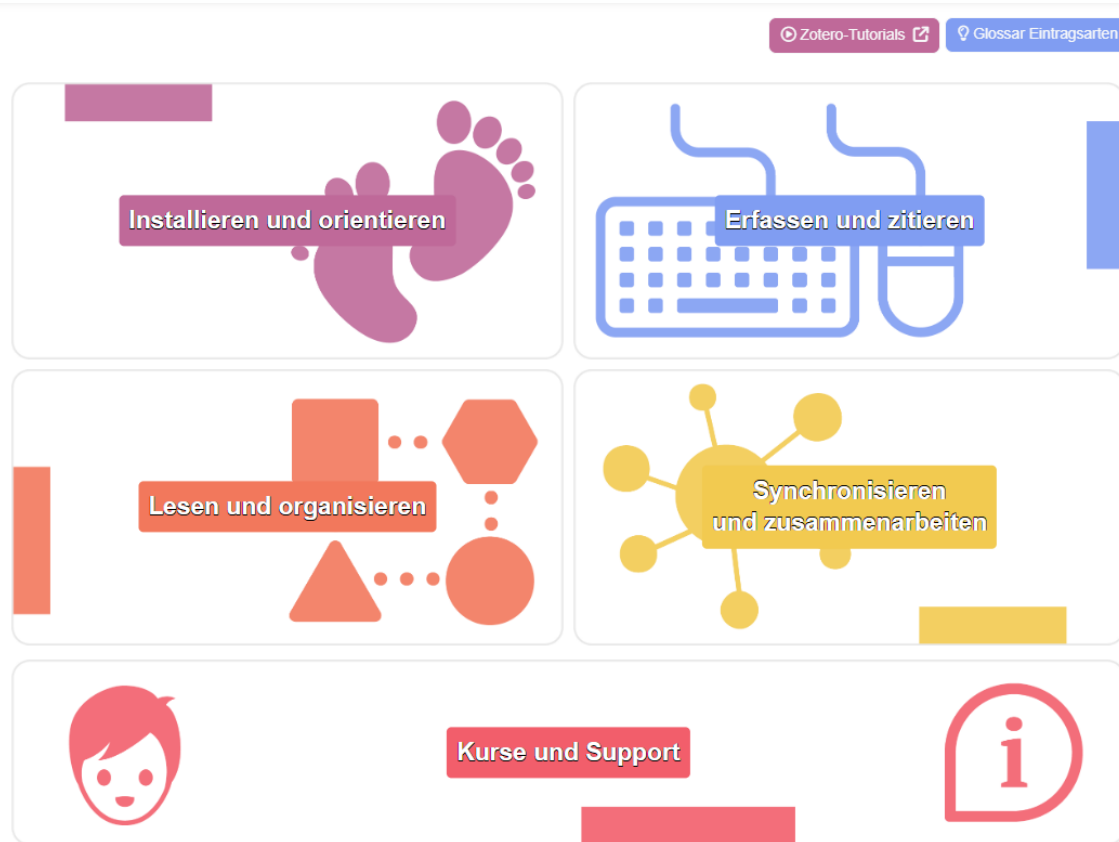 Zotero-Tutorials
Glossar Eintragsarten
Installieren und orientieren
Erfassen und zitieren
Lesen und organisieren
Synchronisieren
und zusammenarbeiten
Kurse und Support
i